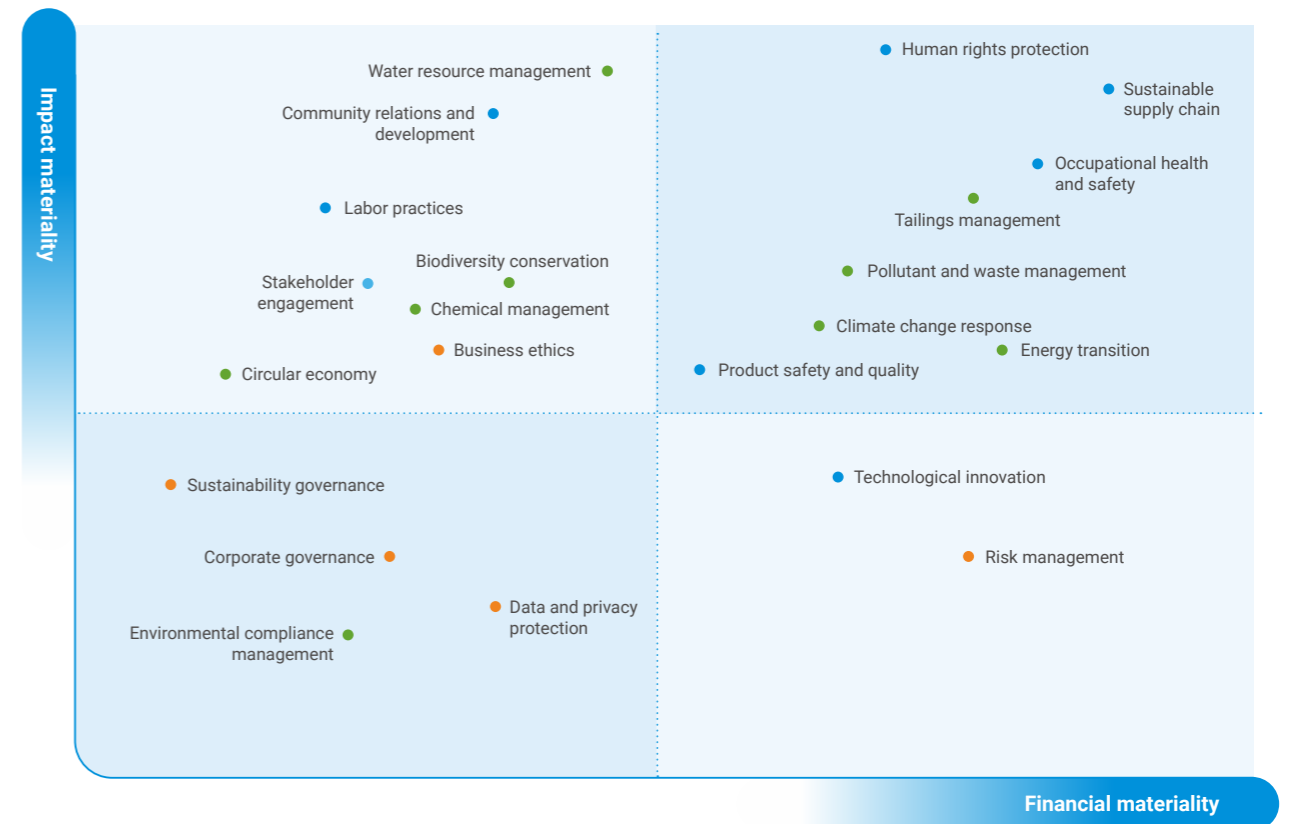 Impact materiality
Human rights protection
Water resource management
Sustainable
supply chain
Community relations and
development
Occupational health
and safety
Labor practices
Tailings management
Biodiversity conservation
Pollutant and waste management
Stakeholder
engagement
Chemical management
Climate change response
Business ethics
Energy transition
Circular economy
Product safety and quality
Technological innovation
Sustainability governance
Corporate governance
Risk management
Data and privacy
protection
Environmental compliance
management
Financial materiality